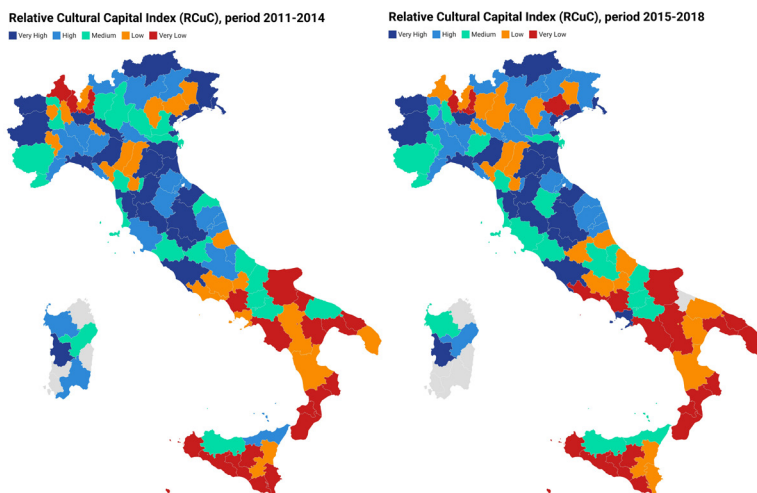 Relative Cultural Capital Index (RCuC), period 2011-2014
Very High High Medium Low Very Low
Relative Cultural Capital Index (RCuC), period 2015-2018
Very High High Medium Low Very Low